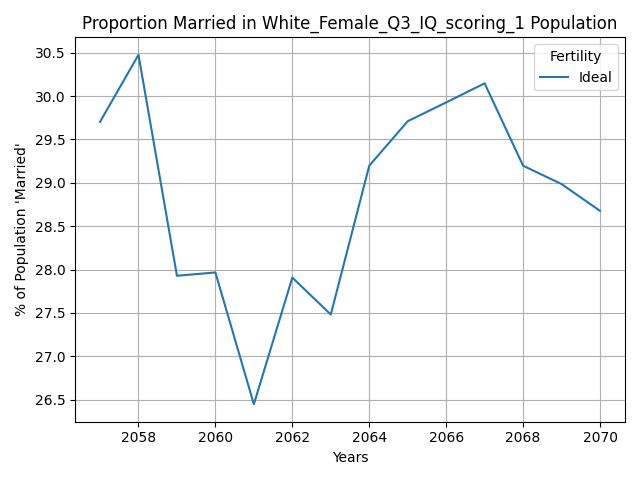 Proportion Married in White_Female_Q3_IQ_scoring_1 Population
Fertility
Ideal
% of Population 'Married'
30.5
30.0
29.5
29.0
28.5
28.0
27.5
27.0
26.5
2058 2060 2062 2064 2066 2068 2070
Years